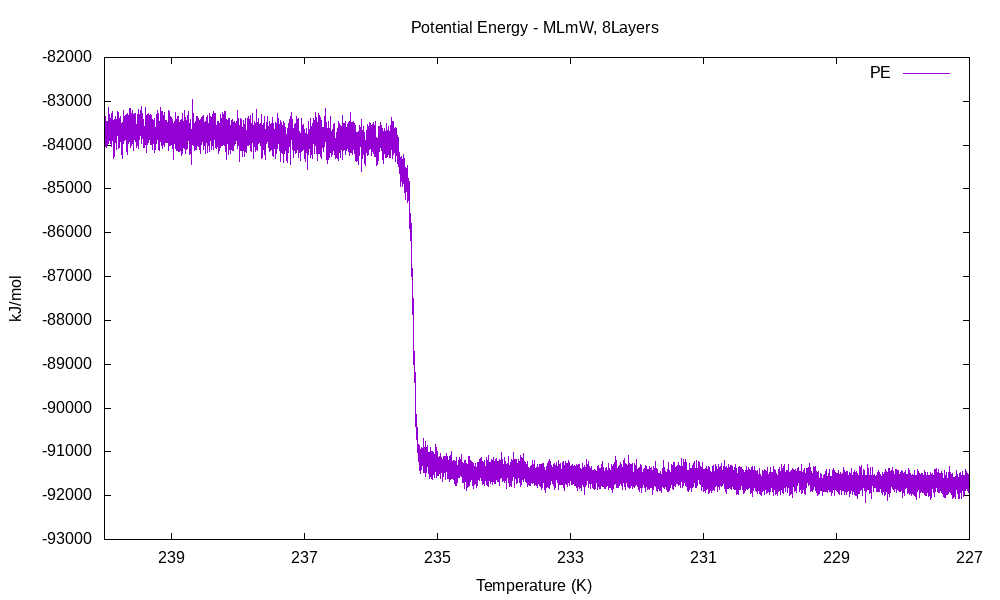 Potential Energy - MLmW, 8Layers
PE
-82000
-83000
-84000
-85000
-86000
-87000
-88000
-89000
-90000
-91000
-92000
-93000
kJ/mol
239 237 235 233 231 229 227
Temperature (K)